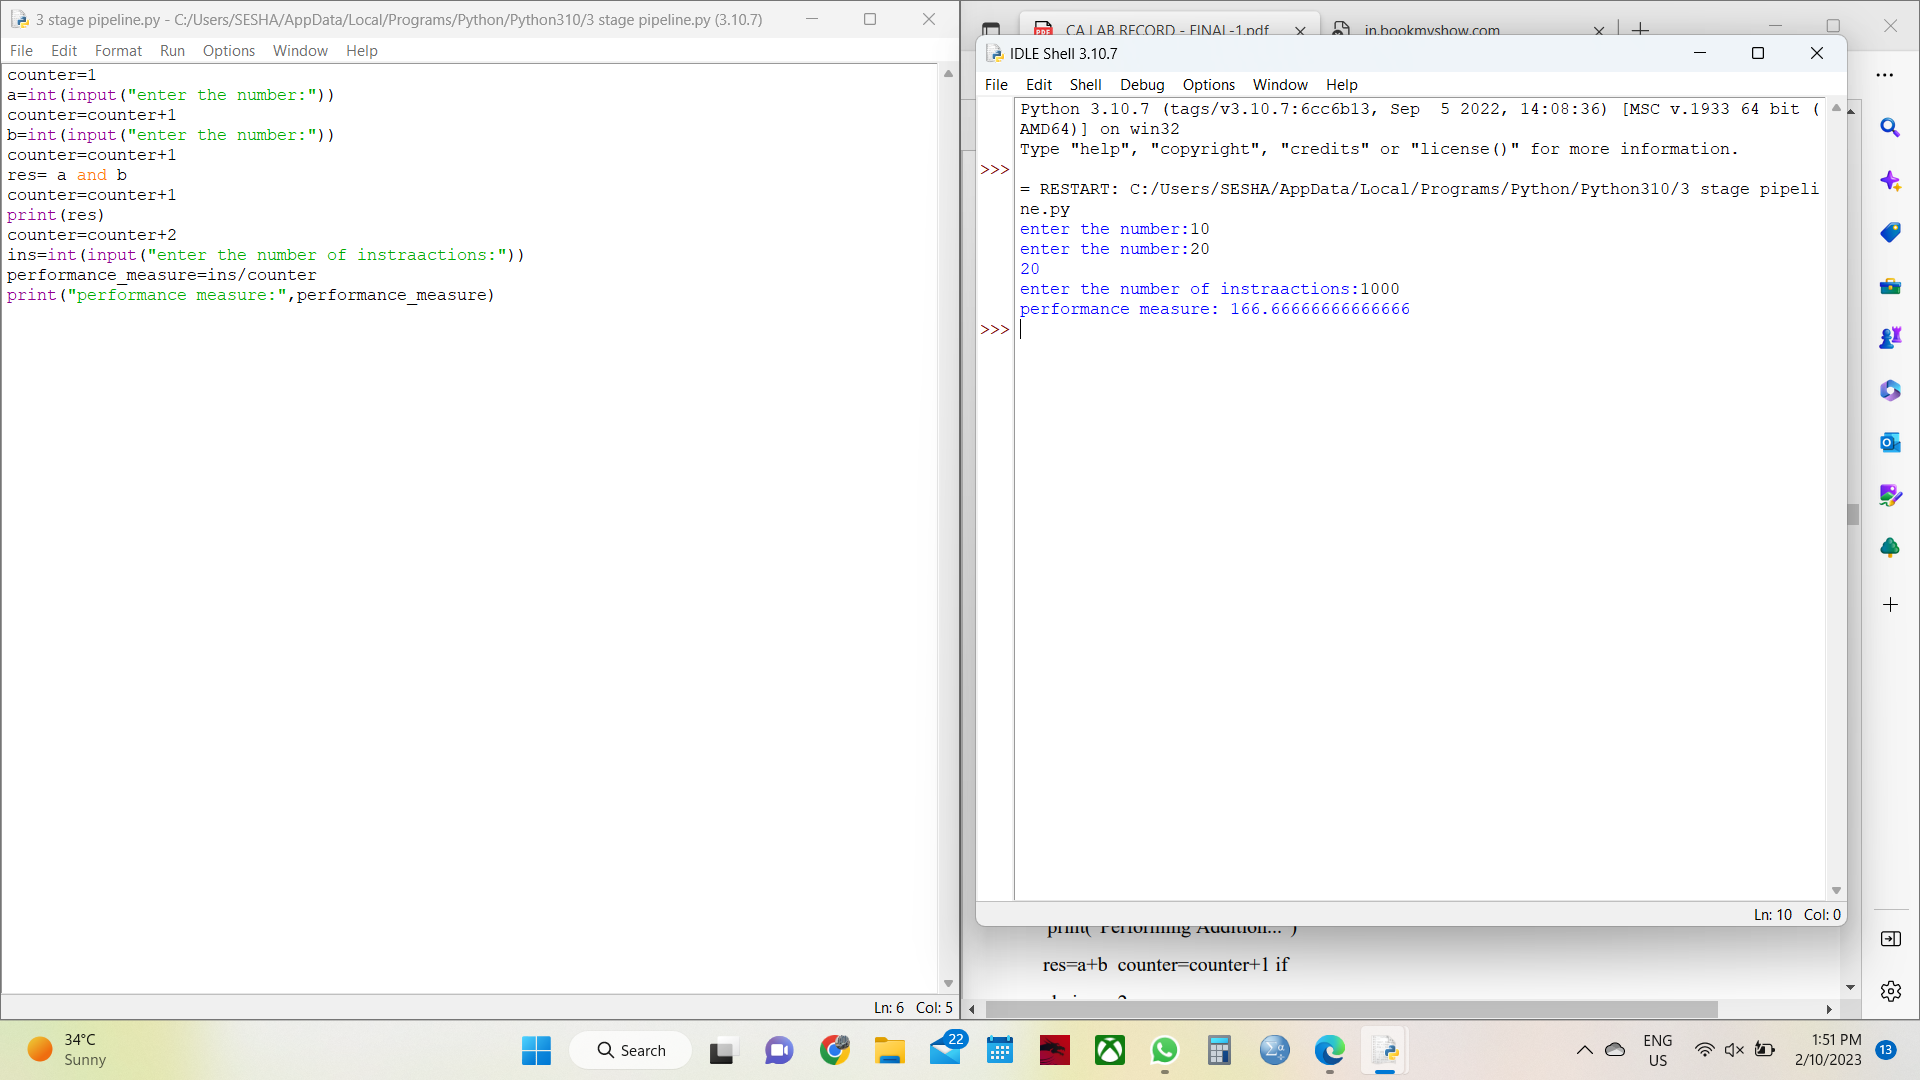 3 stage pipeline.py - C:/Users/SESHA/AppData/Local/Programs/Python/Python310/3 stage pipeline.py (3.10.7)
File Edit Format Run Options Window Help
counter=1
a=int(input("enter the number:"))
counter=counter+1
b=int(input("enter the number:"))
counter=counter+1
res= a and b
counter=counter+1
print(res)
counter=counter+2
ins=int(input("enter the number of instraactions:"))
performance_measure=ins/counter
print("performance measure:",performance_measure)
Ln: 6 Col: 5
CA LAB RECORD - FINAL-1.pdf
in.bookmyshow.com
IDLE Shell 3.10.7
File Edit Shell Debug Options Window Help
Python 3.10.7 (tags/v3.10.7:6cc6b13, Sep  5 2022, 14:08:36) [MSC v.1933 64 bit (
AMD64)] on win32
Type "help", "copyright", "credits" or "license()" for more information.
>>>
= RESTART: C:/Users/SESHA/AppData/Local/Programs/Python/Python310/3 stage pipeli
ne.py
enter the number:10
enter the number:20
20
enter the number of instraactions:1000
performance measure: 166.66666666666666
>>>
Ln: 10 Col: 0
print("Performing Addition...")
res=a+b counter=counter+1 if
34°C
Sunny
Search
22
ENG
US
1:51 PM
2/10/2023
13